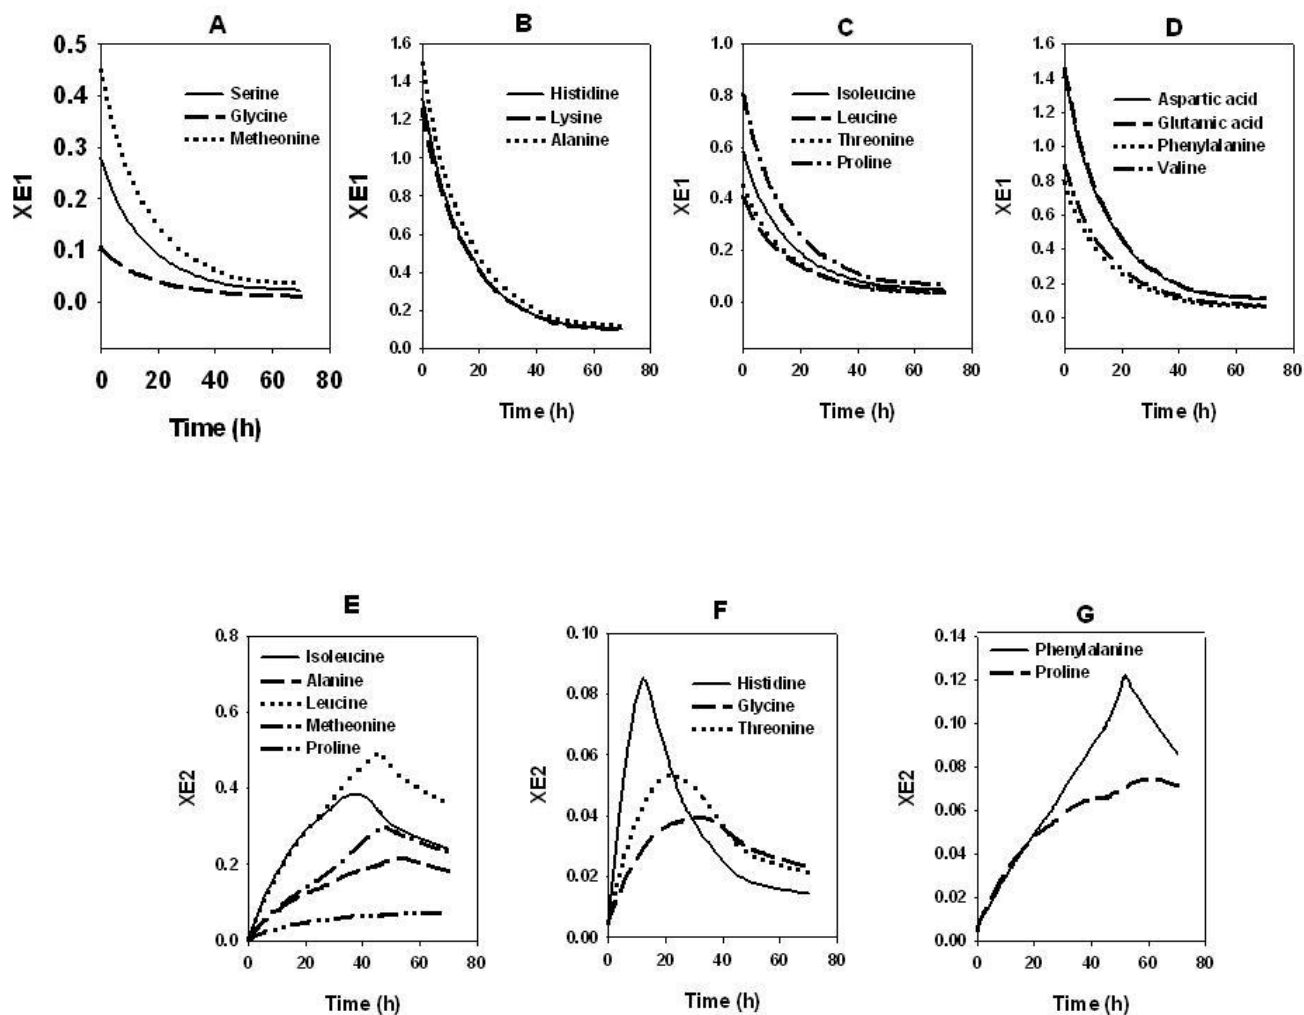 A
0.5
0.4
0.3
0.2
0.1
0.0
XE1
Serine
Glycine
Metheonine
0 20 40 60 80
Time (h)
B
1.6
1.4
1.2
1.0
0.8
0.6
0.4
0.2
0.0
XE1
Histidine
Lysine
Alanine
0 20 40 60 80
Time (h)
C
1.0
0.8
0.6
0.4
0.2
0.0
XE1
Isoleucine
Leucine
Threonine
Proline
0 20 40 60 80
Time (h)
D
1.6
1.4
1.2
1.0
0.8
0.6
0.4
0.2
0.0
XE1
Aspartic acid
Glutamic acid
Phenylalanine
Valine
0 20 40 60 80
Time (h)
E
0.8
0.6
0.4
0.2
0.0
XE2
Isoleucine
Alanine
Leucine
Metheonine
Proline
0 20 40 60 80
Time (h)
F
0.10
0.08
0.06
0.04
0.02
0.00
XE2
Histidine
Glycine
Threonine
0 20 40 60 80
Time (h)
G
0.14
0.12
0.10
0.08
0.06
0.04
0.02
0.00
XE2
Phenylalanine
Proline
0 20 40 60 80
Time (h)